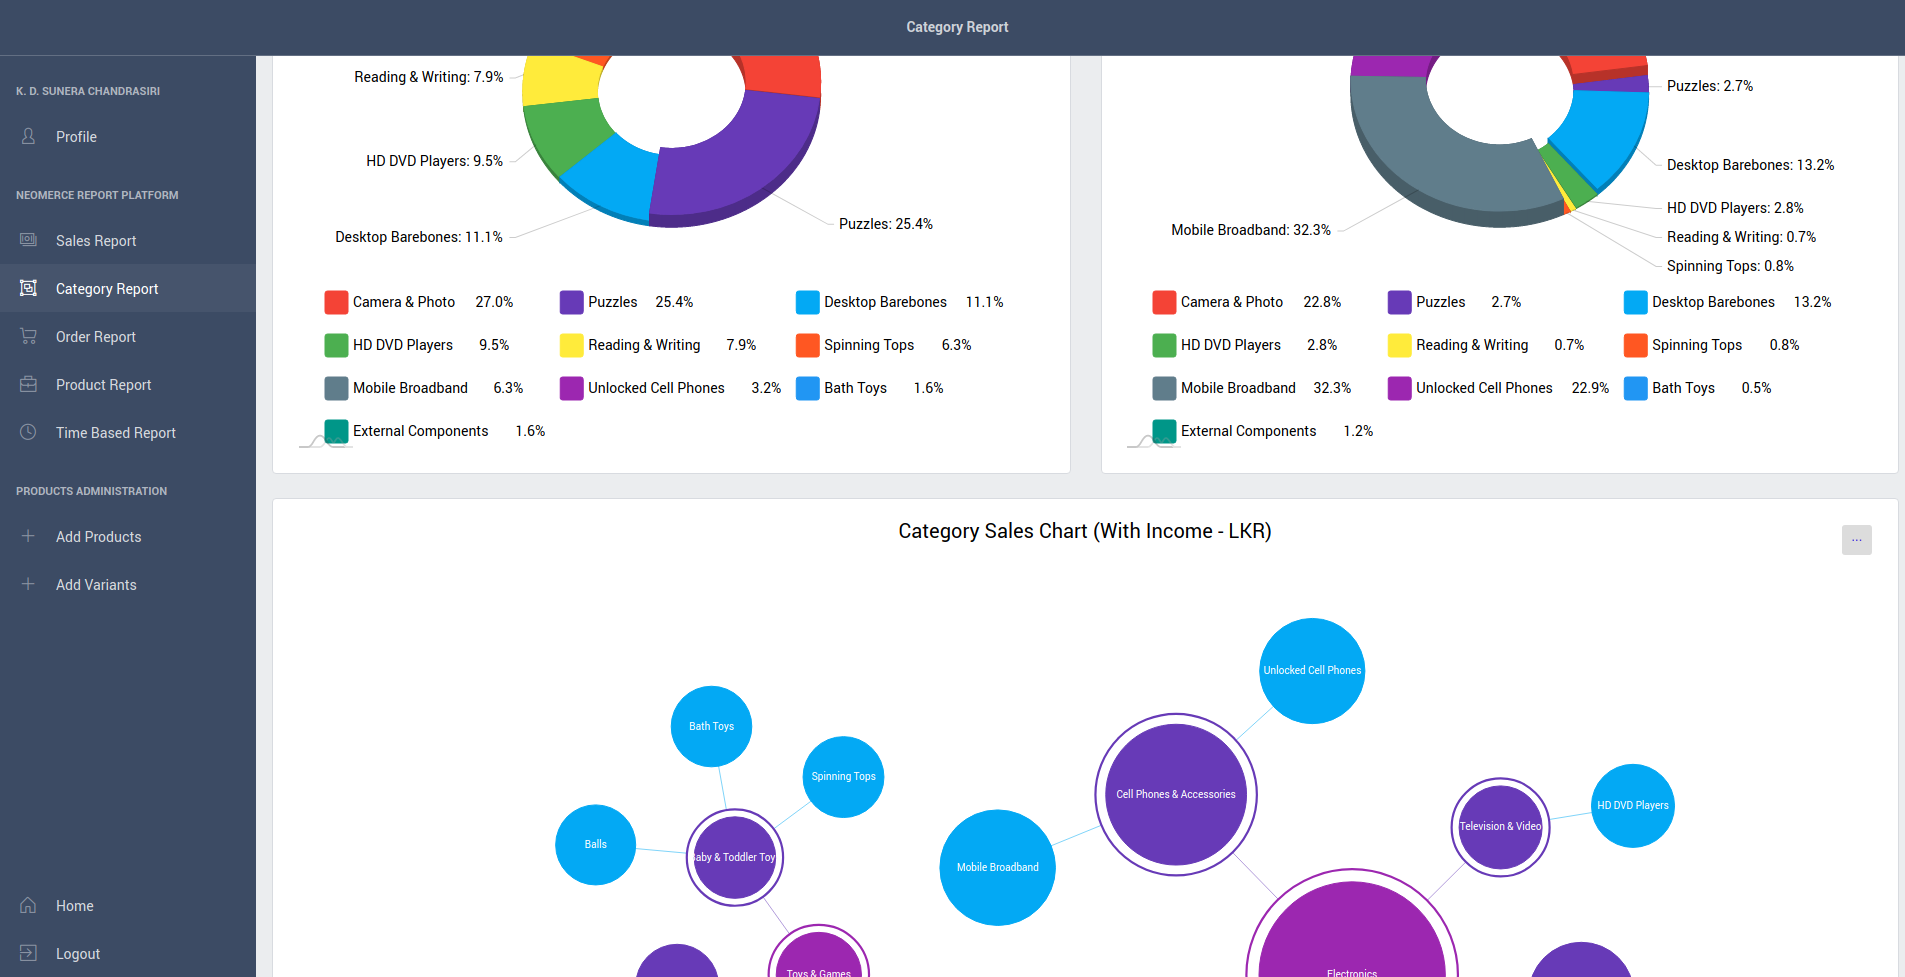 Category Report
K. D. SUNERA CHANDRASIRI
Profile
NEOMERCE REPORT PLATFORM
Sales Report
Category Report
Order Report
Product Report
Time Based Report
PRODUCTS ADMINISTRATION
Add Products
Add Variants
Home
Logout
Reading & Writing: 7.9%
HD DVD Players: 9.5%
Desktop Barebones: 11.1%
Puzzles: 25.4%
Camera & Photo 27.0% Puzzles 25.4% Desktop Barebones 11.1%
HD DVD Players 9.5% Reading & Writing 7.9% Spinning Tops 6.3%
Mobile Broadband 6.3% Unlocked Cell Phones 3.2% Bath Toys 1.6%
External Components 1.6%
Puzzles: 2.7%
Desktop Barebones: 13.2%
HD DVD Players: 2.8%
Mobile Broadband: 32.3%
Reading & Writing: 0.7%
Spinning Tops: 0.8%
Camera & Photo 22.8% Puzzles 2.7% Desktop Barebones 13.2%
HD DVD Players 2.8% Reading & Writing 0.7% Spinning Tops 0.8%
Mobile Broadband 32.3% Unlocked Cell Phones 22.9% Bath Toys 0.5%
External Components 1.2%
Category Sales Chart (With Income - LKR)
...
Unlocked Cell Phones
Bath Toys
Spinning Tops
Cell Phones & Accessories
HD DVD Players
Television & Video
Balls
aby & Toddler Toy
Mobile Broadband
Toys & Games
Electronics